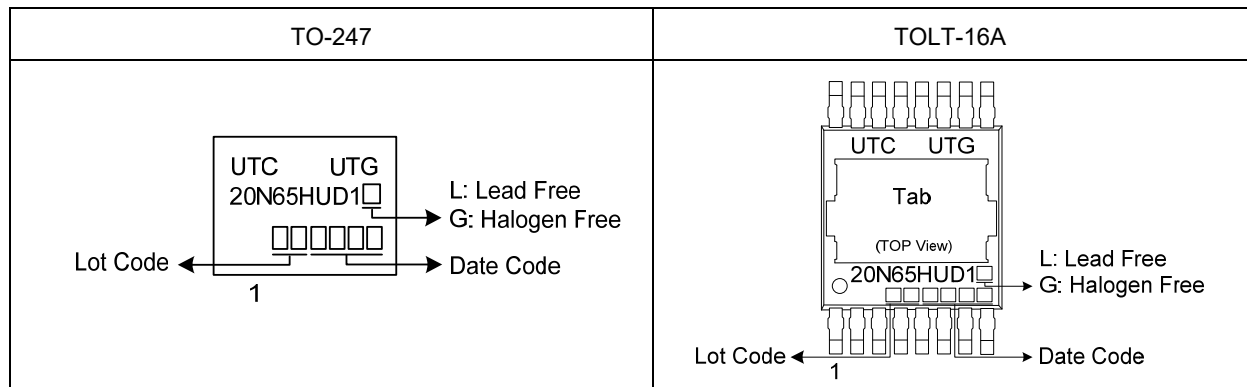 TO-247
TOLT-16A
UTC UTG
20N65HUD1
L: Lead Free
G: Halogen Free
Lot Code
Date Code
1
UTC UTG
Tab
(TOP View)
20N65HUD1
L: Lead Free
G: Halogen Free
Lot Code
Date Code
1